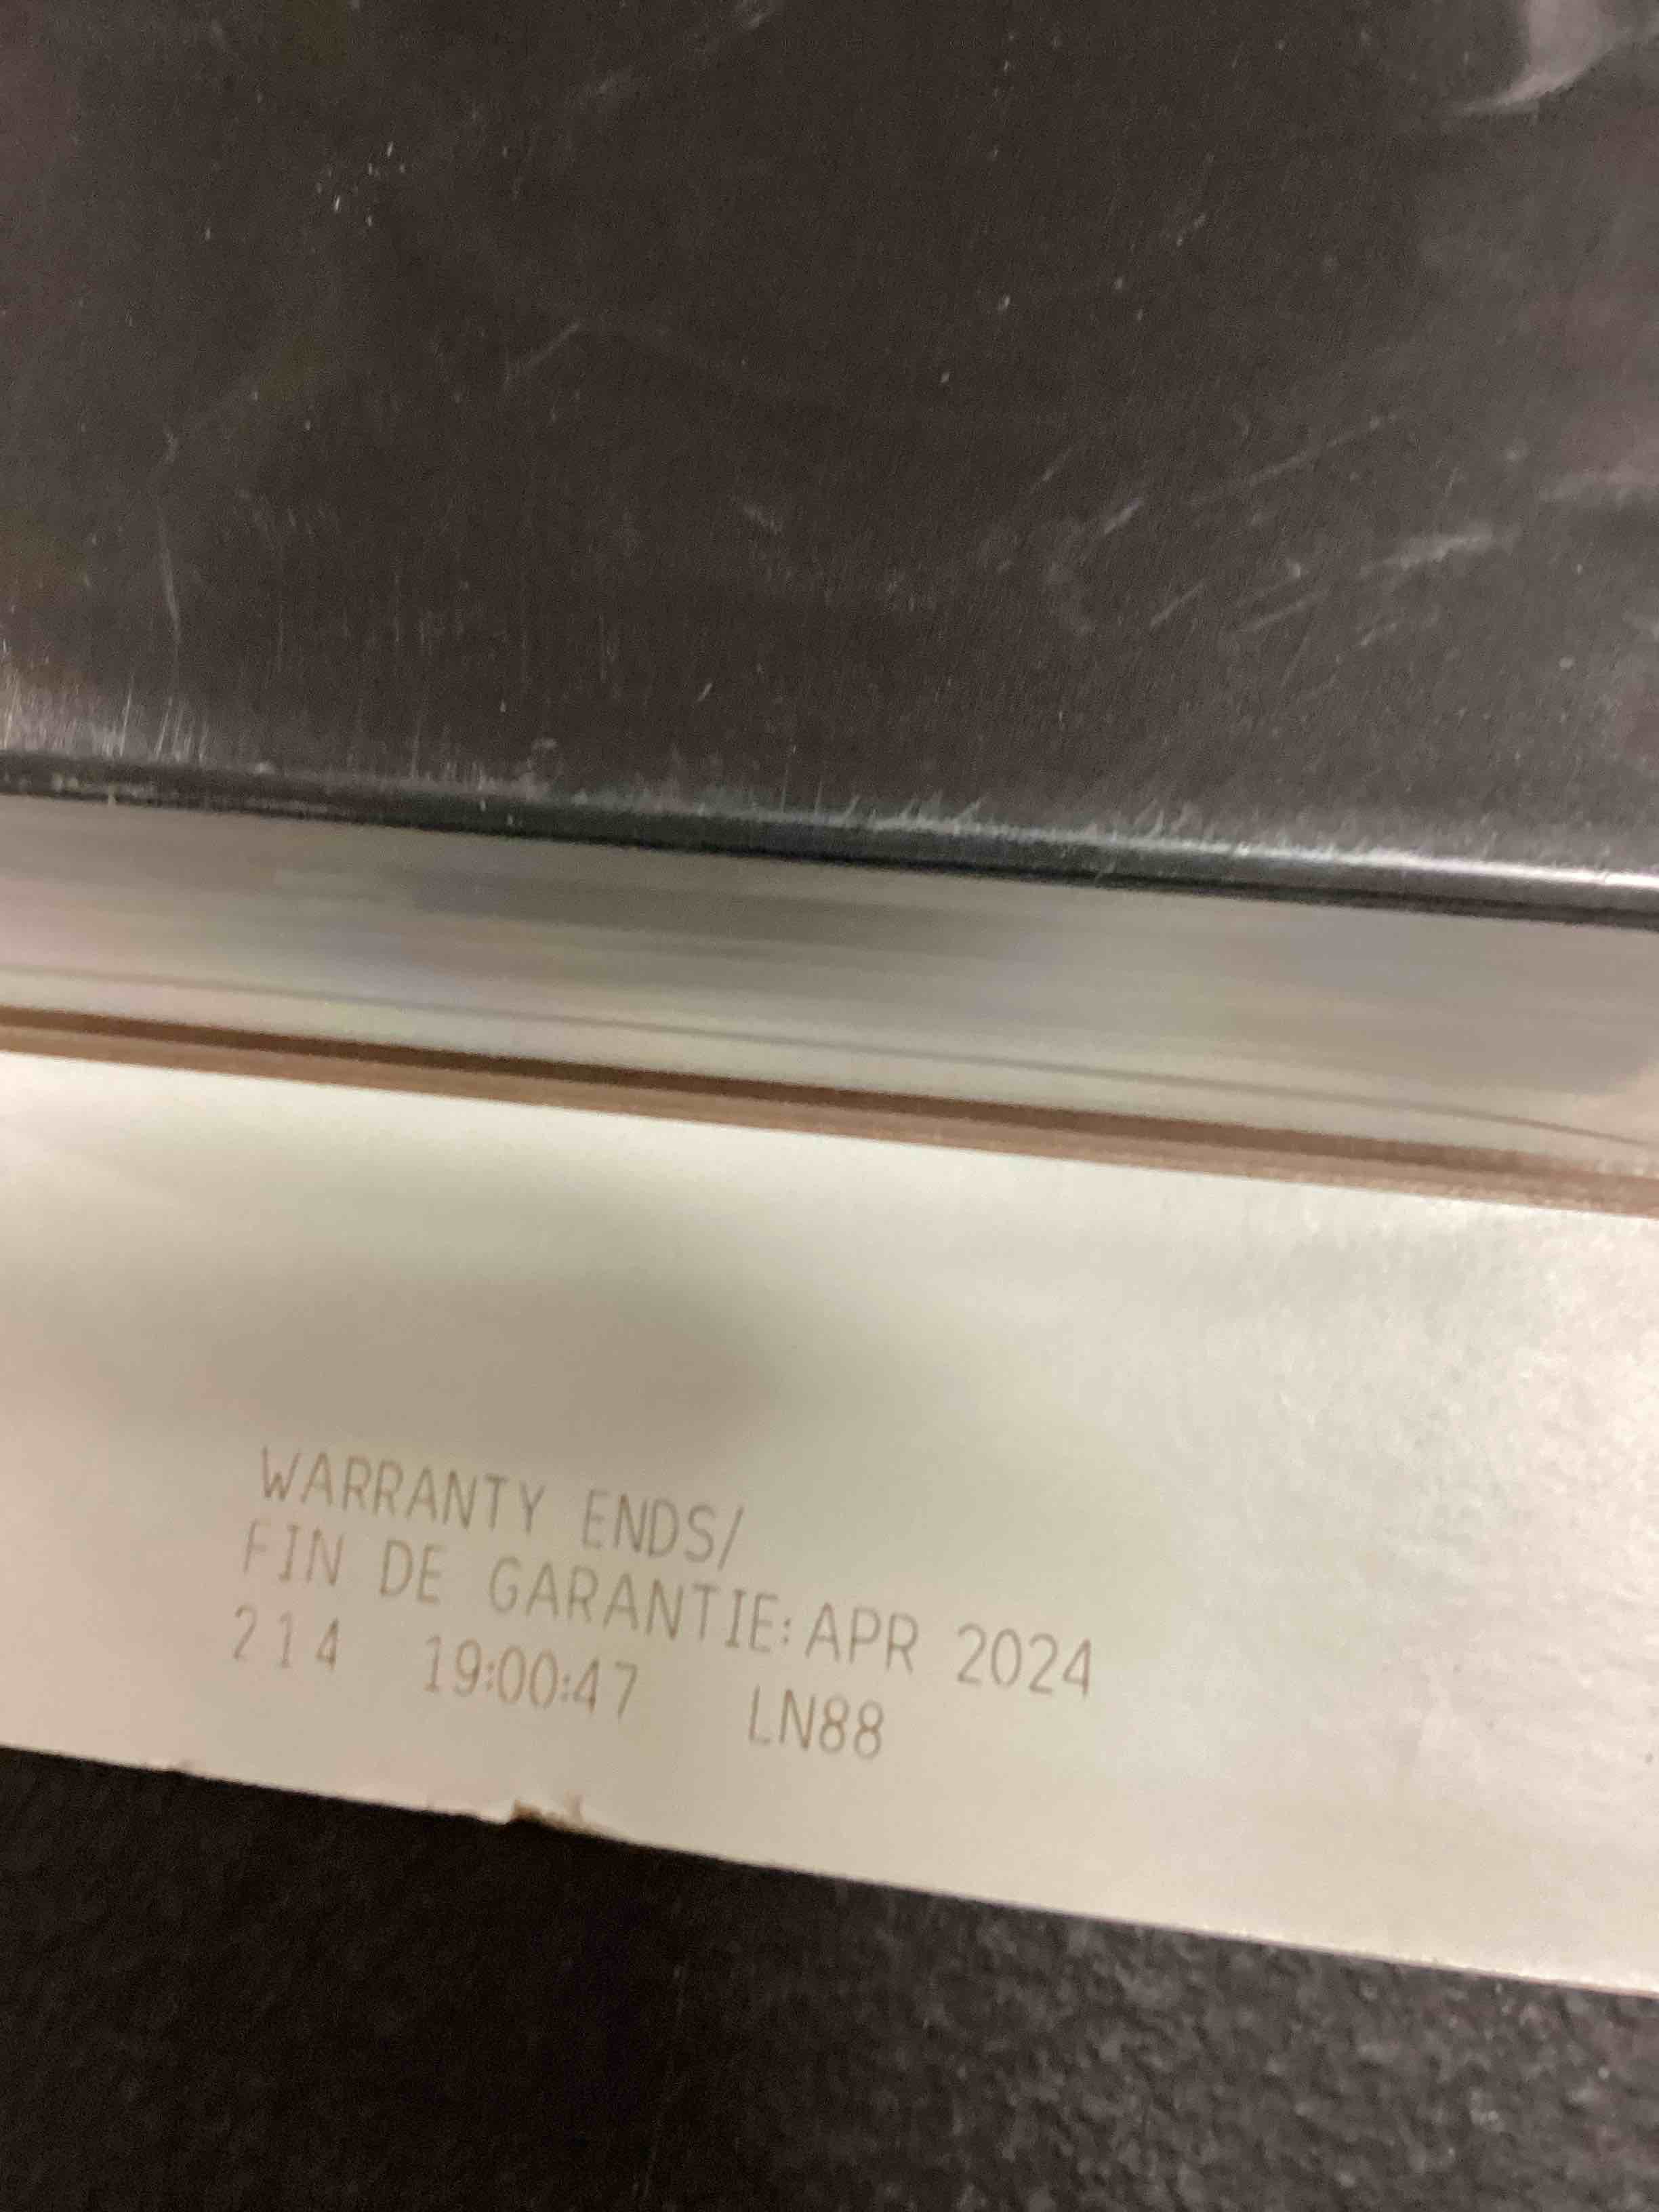 WARRANTY ENDS/
FIN DE GARANTIE: APR 2024
214 19:00:47 LN88